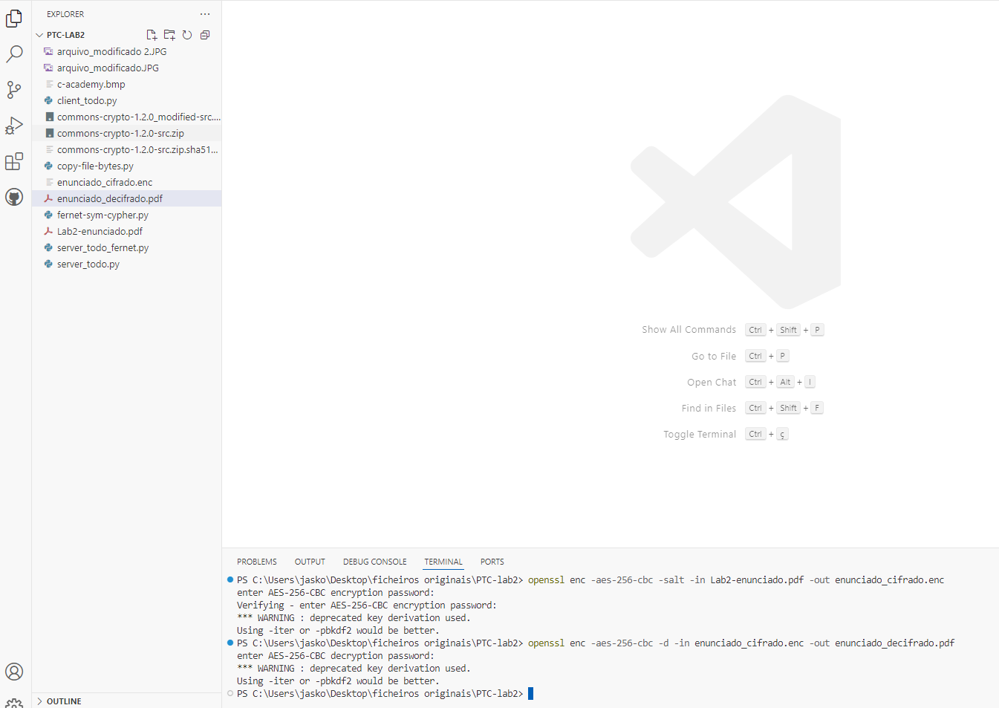 EXPLORER
PTC-LAB2
arquivo_modificado 2.JPG
arquivo_modificado.JPG
c-academy.bmp
client_todo.py
commons-crypto-1.2.0_modified-src....
commons-crypto-1.2.0-src.zip
commons-crypto-1.2.0-src.zip.sha51...
copy-file-bytes.py
enunciado_cifrado.enc
enunciado_decifrado.pdf
fernet-sym-cypher.py
Lab2-enunciado.pdf
server_todo_fernet.py
server_todo.py
OUTLINE
Show All Commands Ctrl + Shift + P
Go to File Ctrl + P
Open Chat Ctrl + Alt + I
Find in Files Ctrl + Shift + F
Toggle Terminal Ctrl + ç
PROBLEMS OUTPUT DEBUG CONSOLE TERMINAL PORTS
PS C:\Users\jasko\Desktop\ficheiros originais\PTC-lab2> openssl enc -aes-256-cbc -salt -in Lab2-enunciado.pdf -out enunciado_cifrado.enc
enter AES-256-CBC encryption password:
Verifying - enter AES-256-CBC encryption password:
*** WARNING : deprecated key derivation used.
Using -iter or -pbkdf2 would be better.
PS C:\Users\jasko\Desktop\ficheiros originais\PTC-lab2> openssl enc -aes-256-cbc -d -in enunciado_cifrado.enc -out enunciado_decifrado.pdf
enter AES-256-CBC decryption password:
*** WARNING : deprecated key derivation used.
Using -iter or -pbkdf2 would be better.
PS C:\Users\jasko\Desktop\ficheiros originais\PTC-lab2>